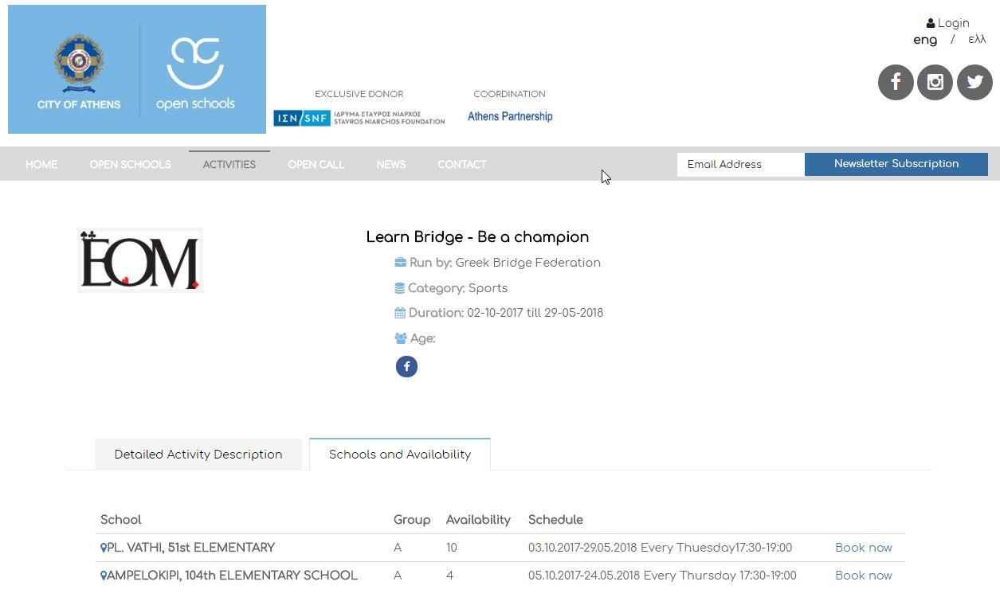 Login
eng / ελλ
CITY OF ATHENS
open schools
EXCLUSIVE DONOR
COORDINATION
ΙΣΝ/SNF ΙΔΡΥΜΑ ΣΤΑΥΡΟΣ ΝΙΑΡΧΟΣ
STAVROS NIARCHOS FOUNDATION
Athens Partnership
HOME OPEN SCHOOLS ACTIVITIES OPEN CALL NEWS CONTACT Email Address Newsletter Subscription
EOM
Learn Bridge - Be a champion
Run by: Greek Bridge Federation
Category: Sports
Duration: 02-10-2017 till 29-05-2018
Age:
Detailed Activity Description Schools and Availability
School Group Availability Schedule
PL. VATHI, 51st ELEMENTARY A 10 03.10.2017-29.05.2018 Every Thuesday17:30-19:00 Book now
AMPELOKIPI, 104th ELEMENTARY SCHOOL A 4 05.10.2017-24.05.2018 Every Thursday 17:30-19:00 Book now